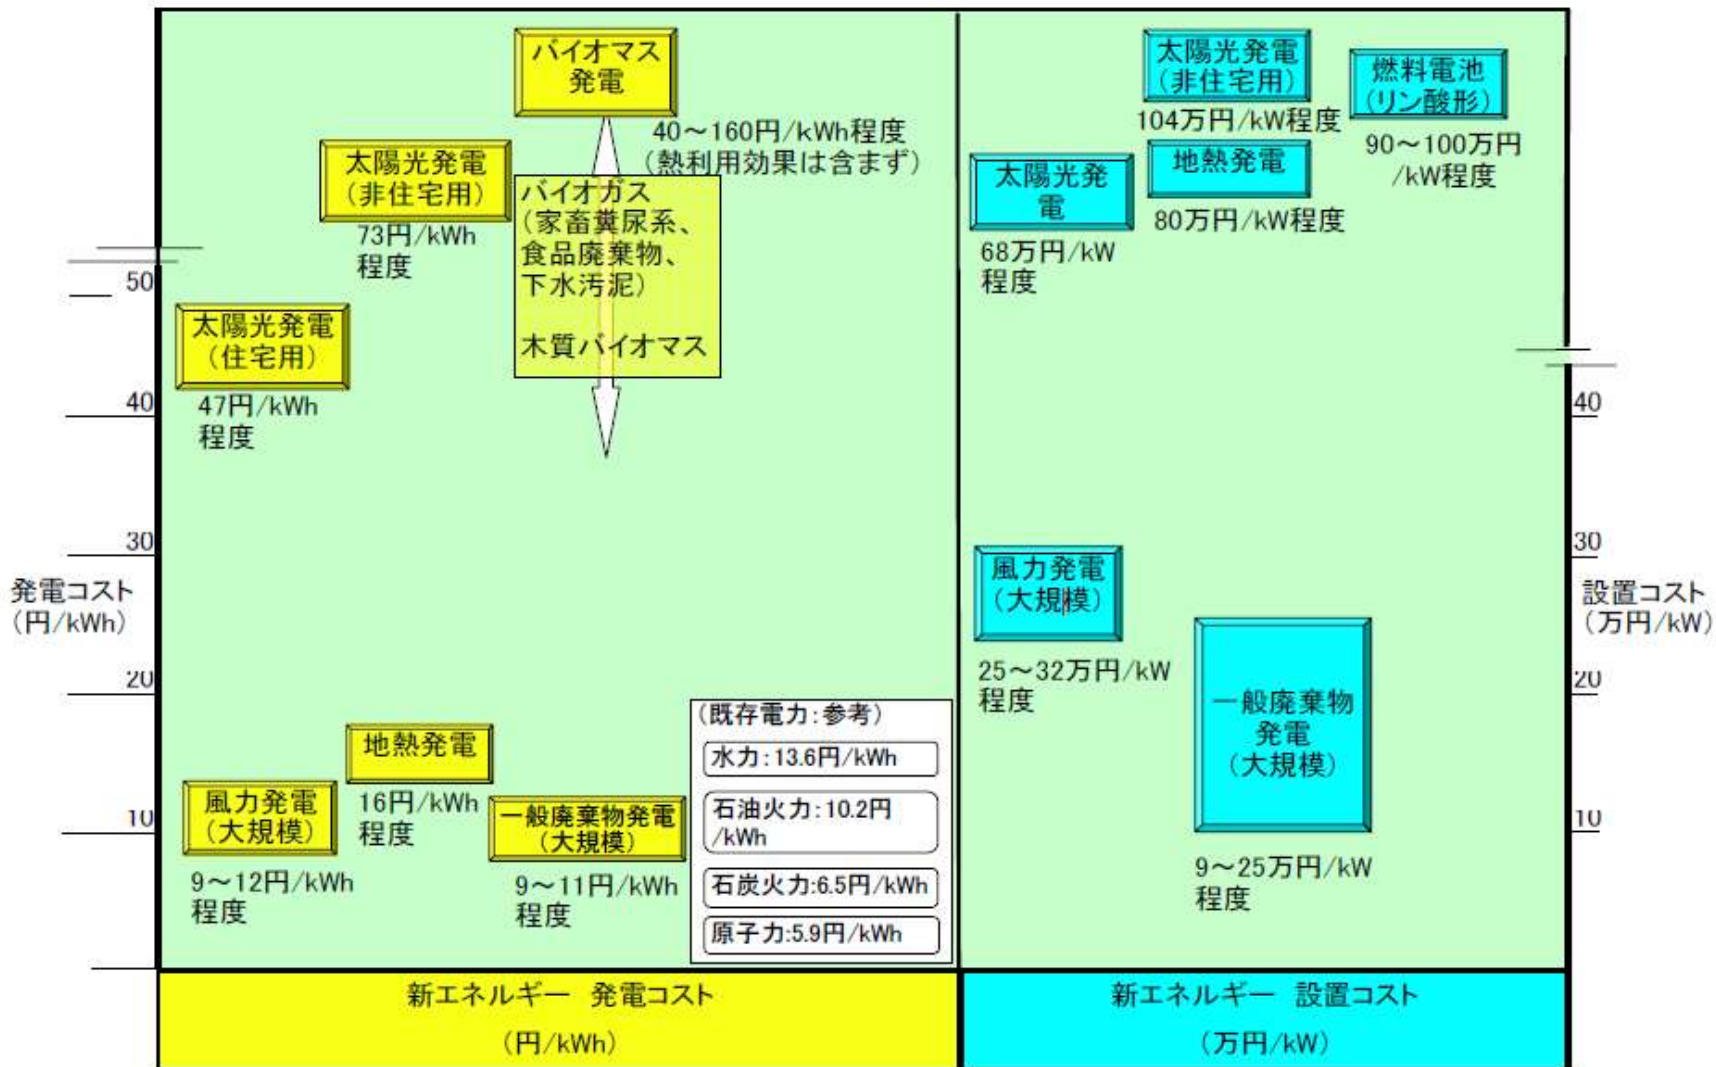 バイオマス
発電
40～160円/kWh程度
（熱利用効果は含まず）
太陽光発電
（非住宅用）
73円/kWh
程度
バイオガス
（家畜糞尿系、
食品廃棄物、
下水汚泥）
木質バイオマス
太陽光発電
（住宅用）
47円/kWh
程度
50
40
30
20
10
発電コスト
（円/kWh）
地熱発電
16円/kWh
程度
風力発電
（大規模）
9～12円/kWh
程度
一般廃棄物発電
（大規模）
9～11円/kWh
程度
（既存電力：参考）
水力：13.6円/kWh
石油火力：10.2円
/kWh
石炭火力:6.5円/kWh
原子力:5.9円/kWh
新エネルギー　発電コスト
（円/kWh）
太陽光発電
（非住宅用）
104万円/kW程度
燃料電池
（リン酸形）
90～100万円
/kW程度
太陽光発
電
68万円/kW
程度
地熱発電
80万円/kW程度
風力発電
（大規模）
25～32万円/kW
程度
一般廃棄物
発電
（大規模）
9～25万円/kW
程度
40
30
20
10
設置コスト
（万円/kW）
新エネルギー　設置コスト
（万円/kW）